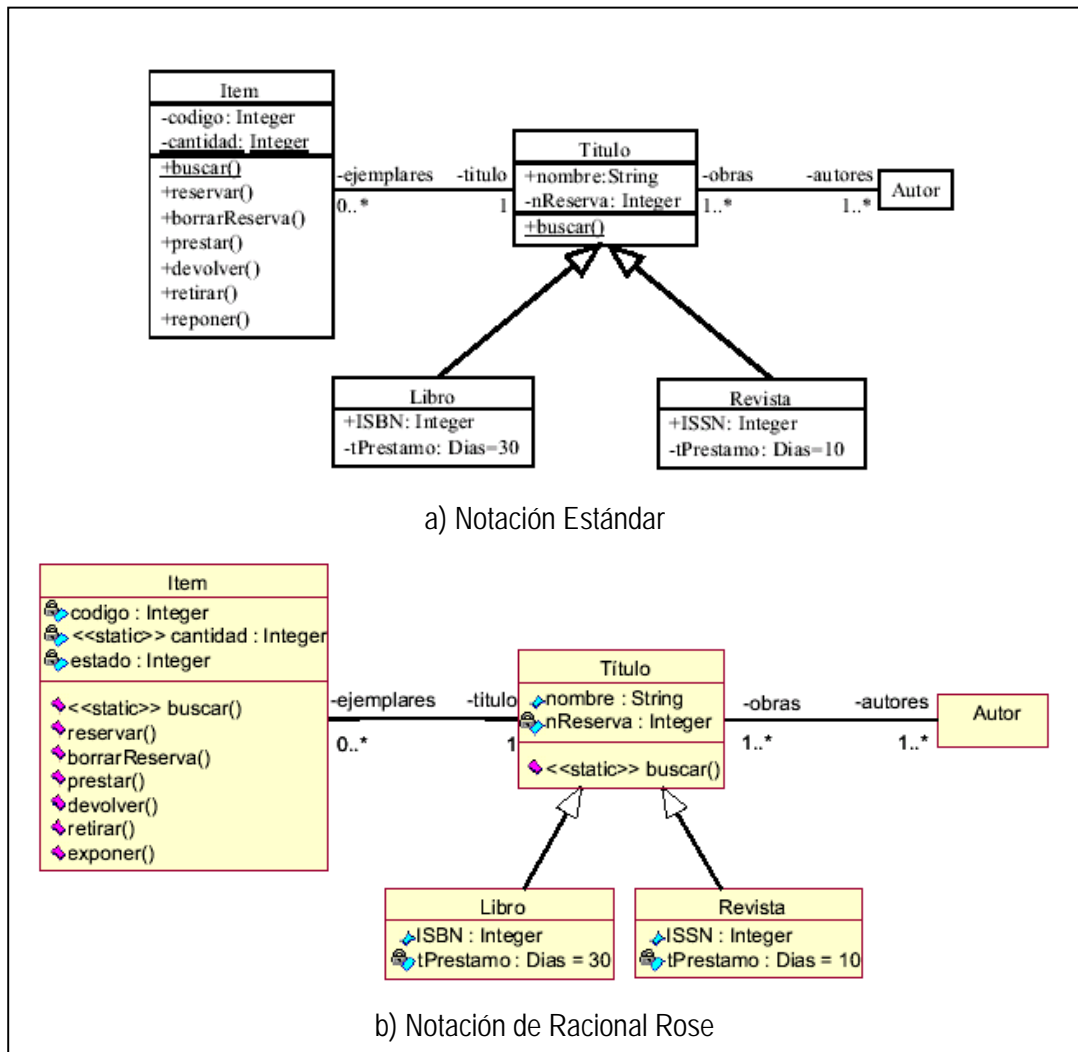 Item
-codigo: Integer
-cantidad: Integer
+buscar()
+reservar()
+borrarReserva()
+prestar()
+devolver()
+retirar()
+reponer()
-ejemplares
-titulo
0..*
1
Titulo
+nombre:String
-nReserva: Integer
+buscar()
-obras
-autores
1..*
1..*
Autor
Libro
+ISBN: Integer
-tPrestamo: Dias=30
Revista
+ISSN: Integer
-tPrestamo: Dias=10
a) Notación Estándar
Item
codigo : Integer
<<static>> cantidad : Integer
estado : Integer
<<static>> buscar()
reservar()
borrarReserva()
prestar()
devolver()
retirar()
exponer()
-ejemplares
-titulo
0..*
1
Título
nombre : String
nReserva : Integer
<<static>> buscar()
-obras
-autores
1..*
1..*
Autor
Libro
ISBN : Integer
tPrestamo : Dias = 30
Revista
ISSN : Integer
tPrestamo : Dias = 10
b) Notación de Racional Rose